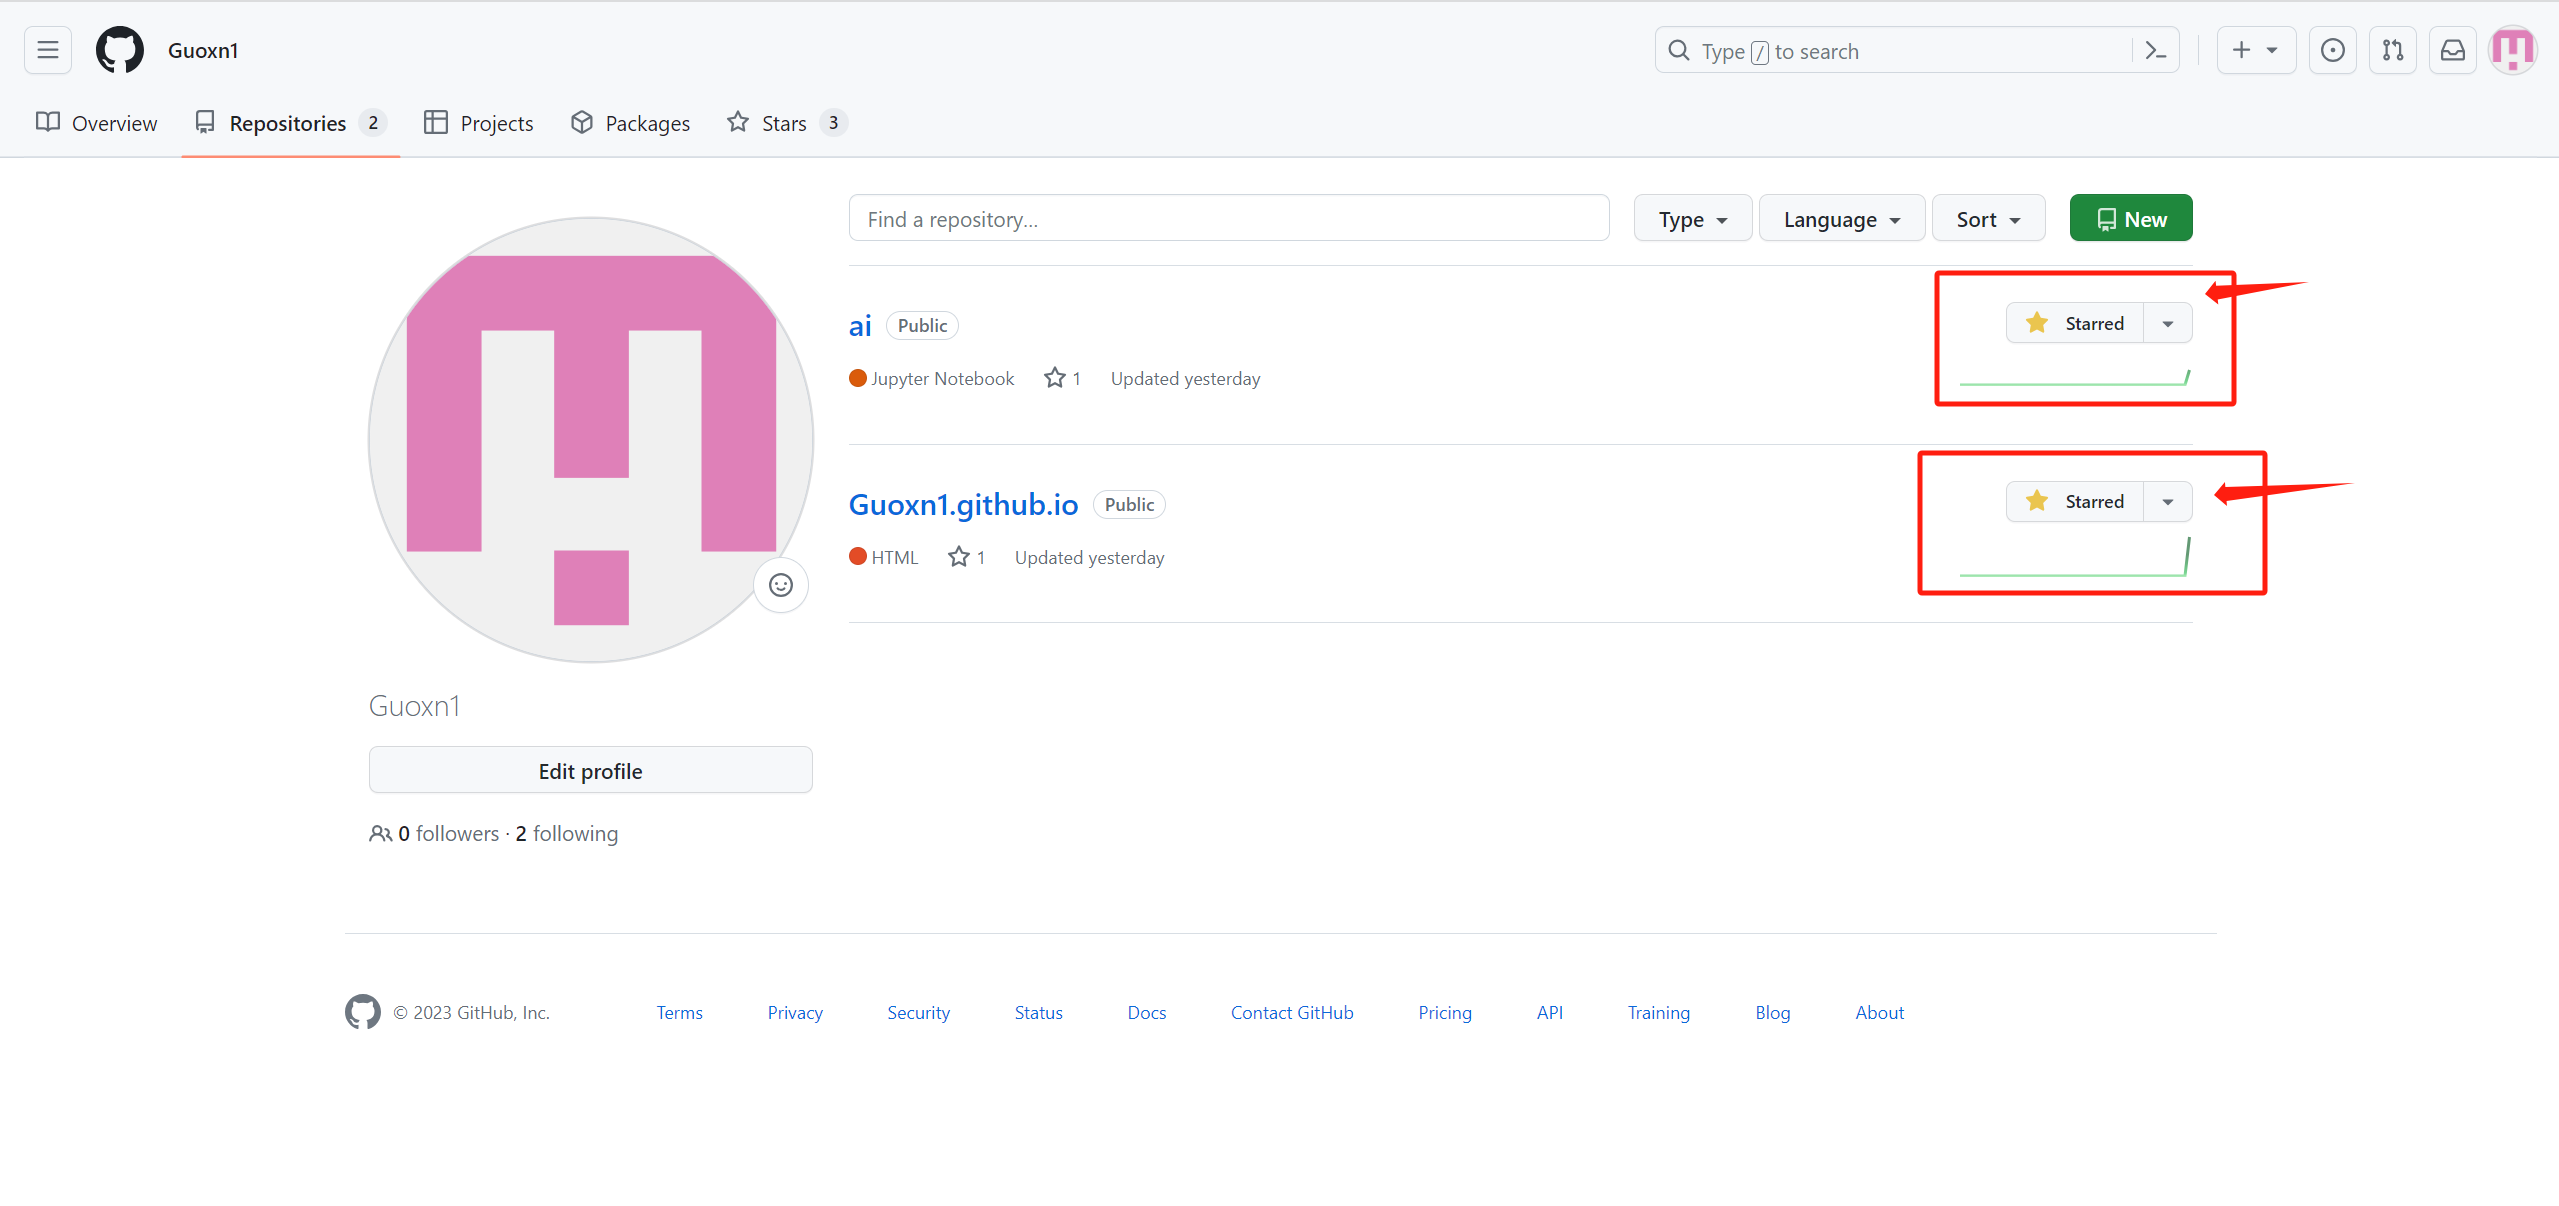 Guoxn1
Type / to search
Overview
Repositories 2
Projects
Packages
Stars 3
Find a repository...
Type
Language
Sort
New
ai Public
Starred
Jupyter Notebook 1 Updated yesterday
Guoxn1.github.io Public
Starred
HTML 1 Updated yesterday
Guoxn1
Edit profile
0 followers · 2 following
© 2023 GitHub, Inc. Terms Privacy Security Status Docs Contact GitHub Pricing API Training Blog About